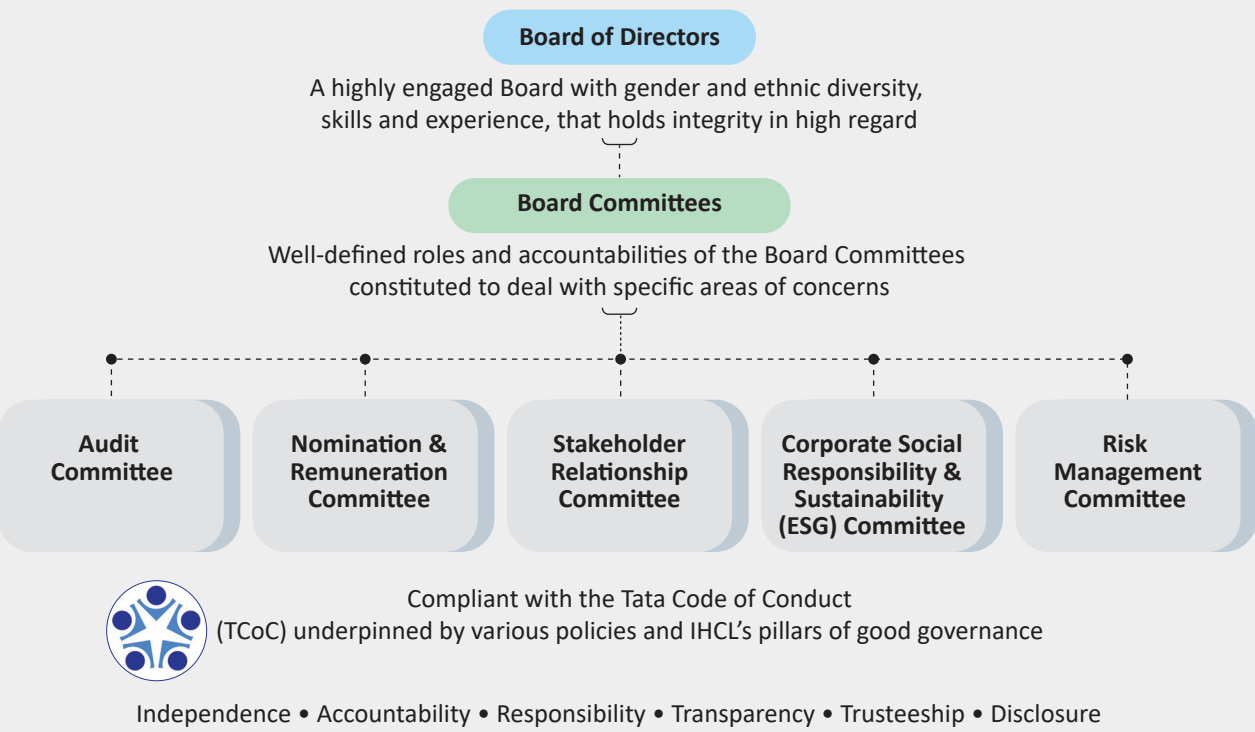 Board of Directors
A highly engaged Board with gender and ethnic diversity,
skills and experience, that holds integrity in high regard
Board Committees
Well-defined roles and accountabilities of the Board Committees
constituted to deal with specific areas of concerns
Audit
Committee
Nomination &
Remuneration
Committee
Stakeholder
Relationship
Committee
Corporate Social
Responsibility &
Sustainability
(ESG) Committee
Risk
Management
Committee
Compliant with the Tata Code of Conduct
(TCoC) underpinned by various policies and IHCL’s pillars of good governance
Independence • Accountability • Responsibility • Transparency • Trusteeship • Disclosure